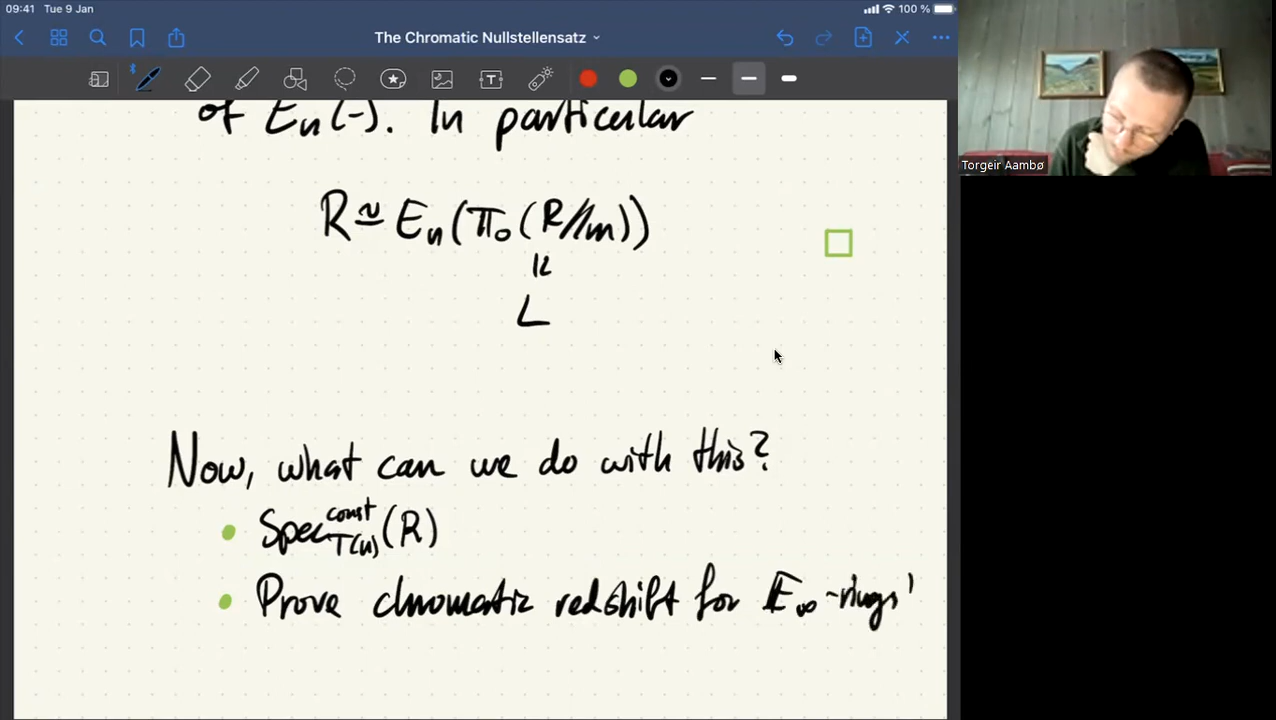 09:41 Tue 9 Jan
100 %
The Chromatic Nullstellensatz
T
of Eₙ(-). In particular
R ≃ Eₙ(π₀(R//m))
L
Torgeir Aambø
Now, what can we do with this?
• Spec^const_T(n)(R)
• Prove chromatic redshift for E∞-rings